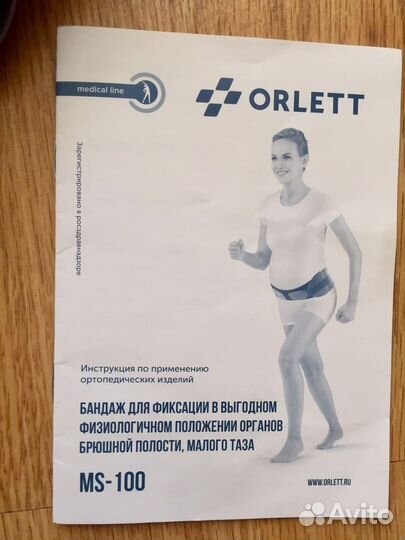 medical line
ORLETT
Зарегистрировано в росздравнадзоре
Инструкция по применению
ортопедических изделий
БАНДАЖ ДЛЯ ФИКСАЦИИ В ВЫГОДНОМ
ФИЗИОЛОГИЧНОМ ПОЛОЖЕНИИ ОРГАНОВ
БРЮШНОЙ ПОЛОСТИ, МАЛОГО ТАЗА
MS-100
WWW.ORLETT.RU
Avito